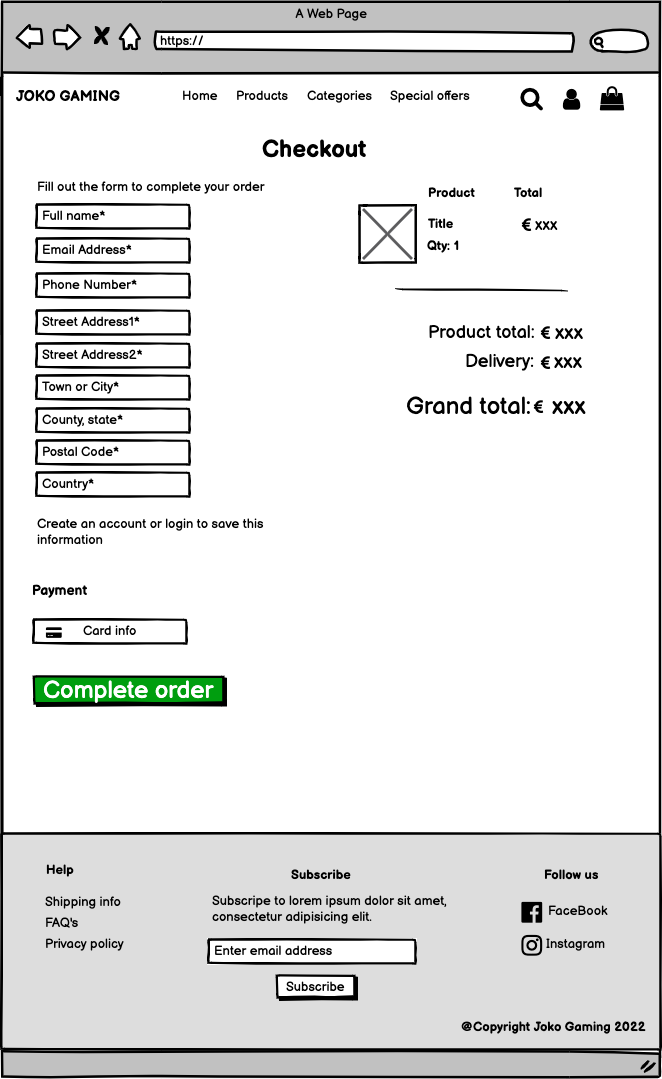 A Web Page
https://
JOKO GAMING
Home
Products
Categories
Special offers
Checkout
Fill out the form to complete your order
Full name*
Email Address*
Phone Number*
Street Address1*
Street Address2*
Town or City*
County, state*
Postal Code*
Country*
Create an account or login to save this
information
Payment
Card info
Complete order
Product Total
Title € xxx
Qty: 1
Product total: € xxx
Delivery: € xxx
Grand total: € xxx
Help
Shipping info
FAQ's
Privacy policy
Subscribe
Subscripe to lorem ipsum dolor sit amet,
consectetur adipisicing elit.
Enter email address
Subscribe
Follow us
FaceBook
Instagram
@Copyright Joko Gaming 2022